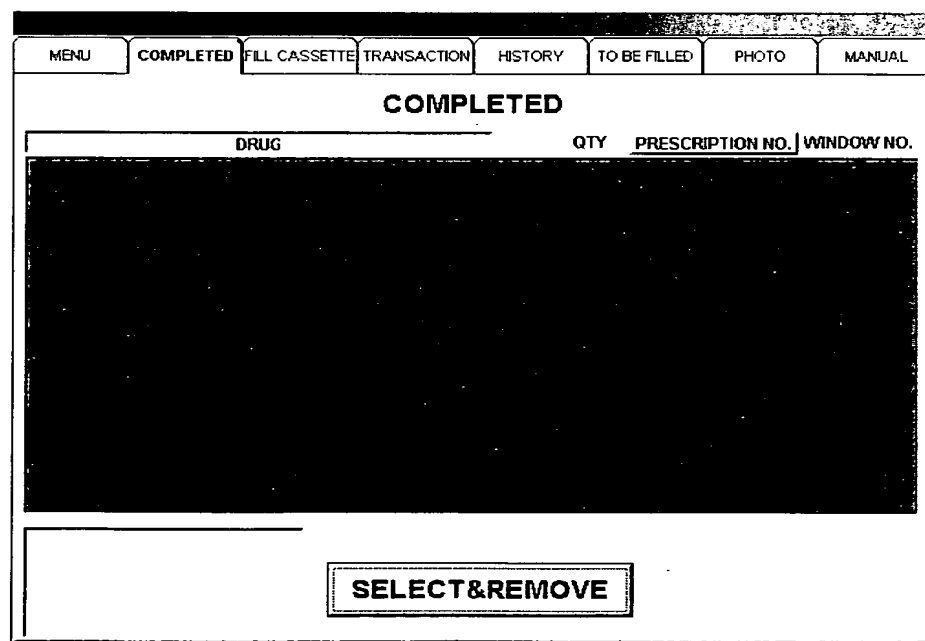 MENU COMPLETED FILL CASSETTE TRANSACTION HISTORY TO BE FILLED PHOTO MANUAL
COMPLETED
DRUG QTY PRESCRIPTION NO. WINDOW NO.
SELECT&REMOVE